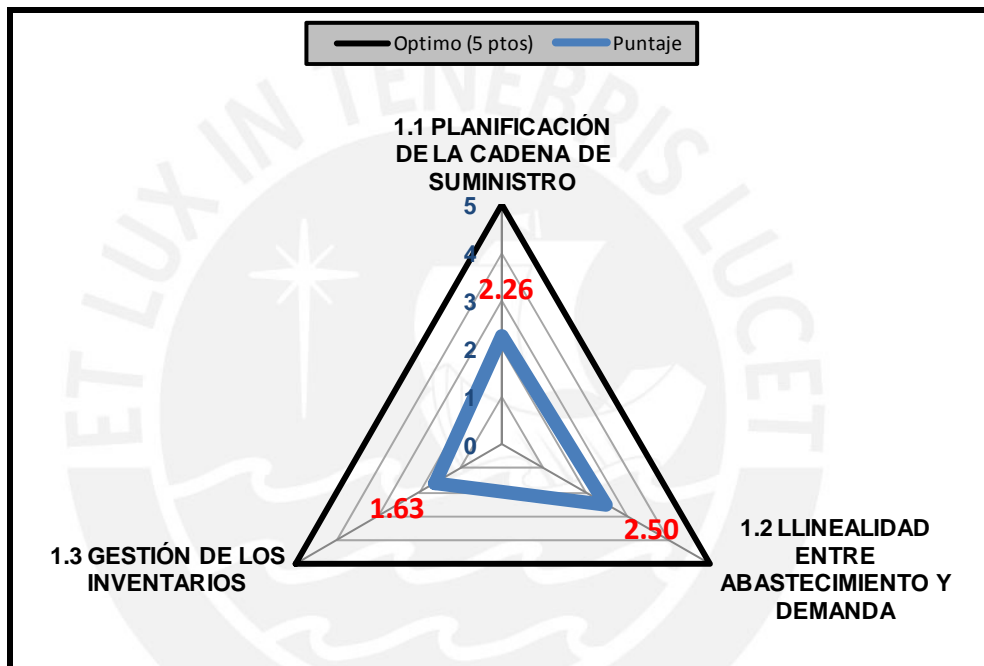 Optimo (5 ptos) Puntaje
ET LUX IN TENEBRIS LUCET
1.1 PLANIFICACIÓN
DE LA CADENA DE
SUMINISTRO
5
4
2.26
3
2
1
0
1.63
2.50
1.3 GESTIÓN DE LOS
INVENTARIOS
1.2 LLINEALIDAD
ENTRE
ABASTECIMIENTO Y
DEMANDA